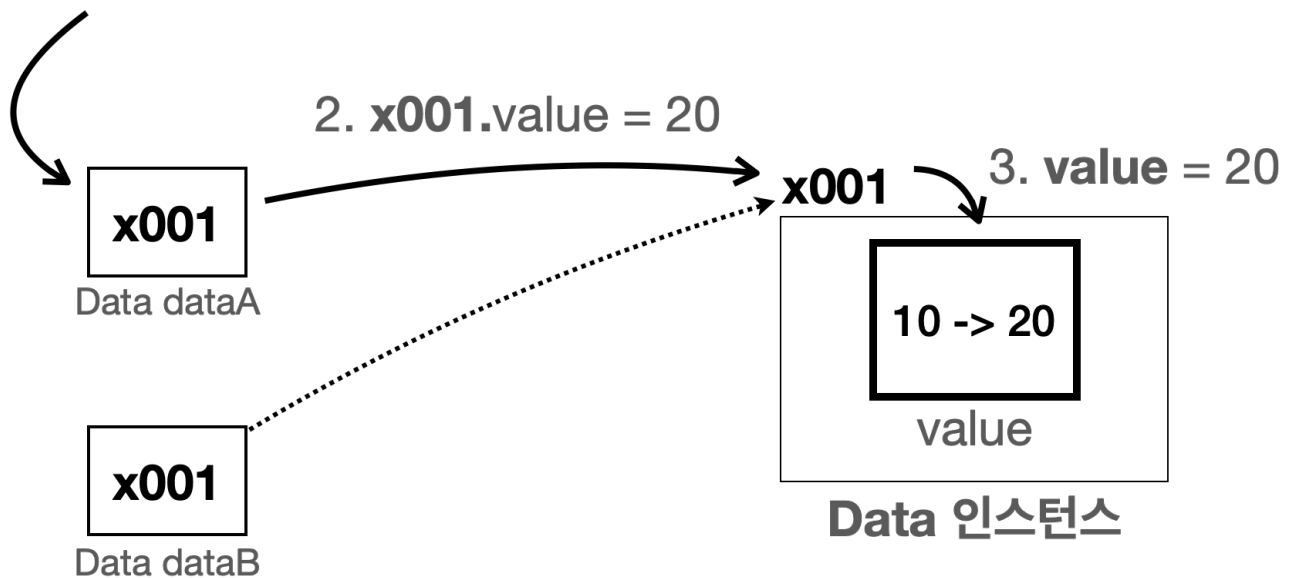 2. x001.value = 20
x001
3. value = 20
x001
Data dataA
10 -> 20
value
x001
Data dataB
Data 인스턴스